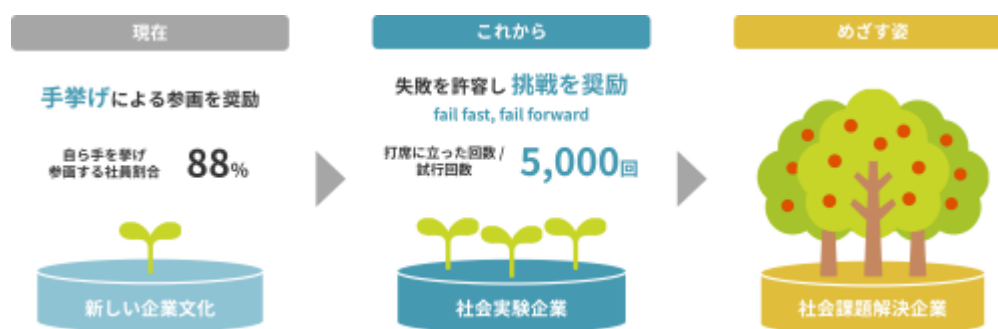 現在
手挙げによる参画を奨励
自ら手を挙げ
参画する社員割合
88%
新しい企業文化
これから
失敗を許容し 挑戦を奨励
fail fast, fail forward
打席に立った回数 /
試行回数
5,000回
社会実験企業
めざす姿
社会課題解決企業